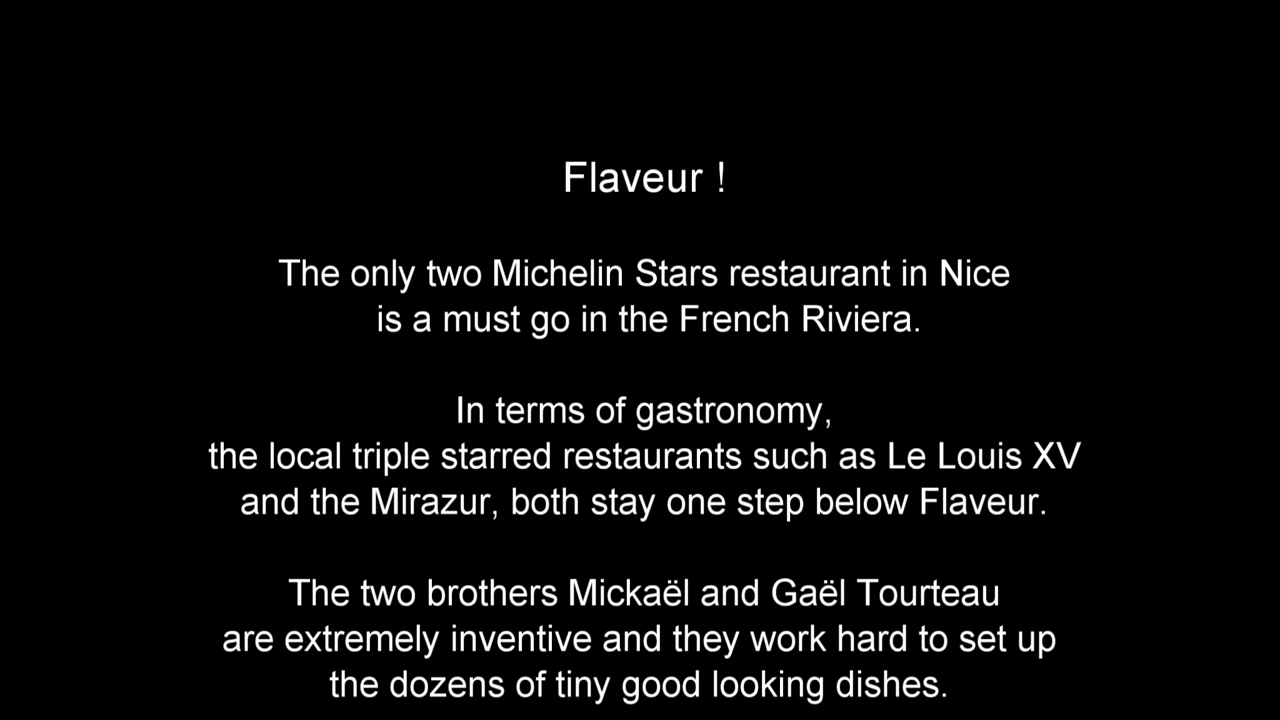 Flaveur !
The only two Michelin Stars restaurant in Nice
is a must go in the French Riviera.
In terms of gastronomy,
the local triple starred restaurants such as Le Louis XV
and the Mirazur, both stay one step below Flaveur.
The two brothers Mickaël and Gaël Tourteau
are extremely inventive and they work hard to set up
the dozens of tiny good looking dishes.